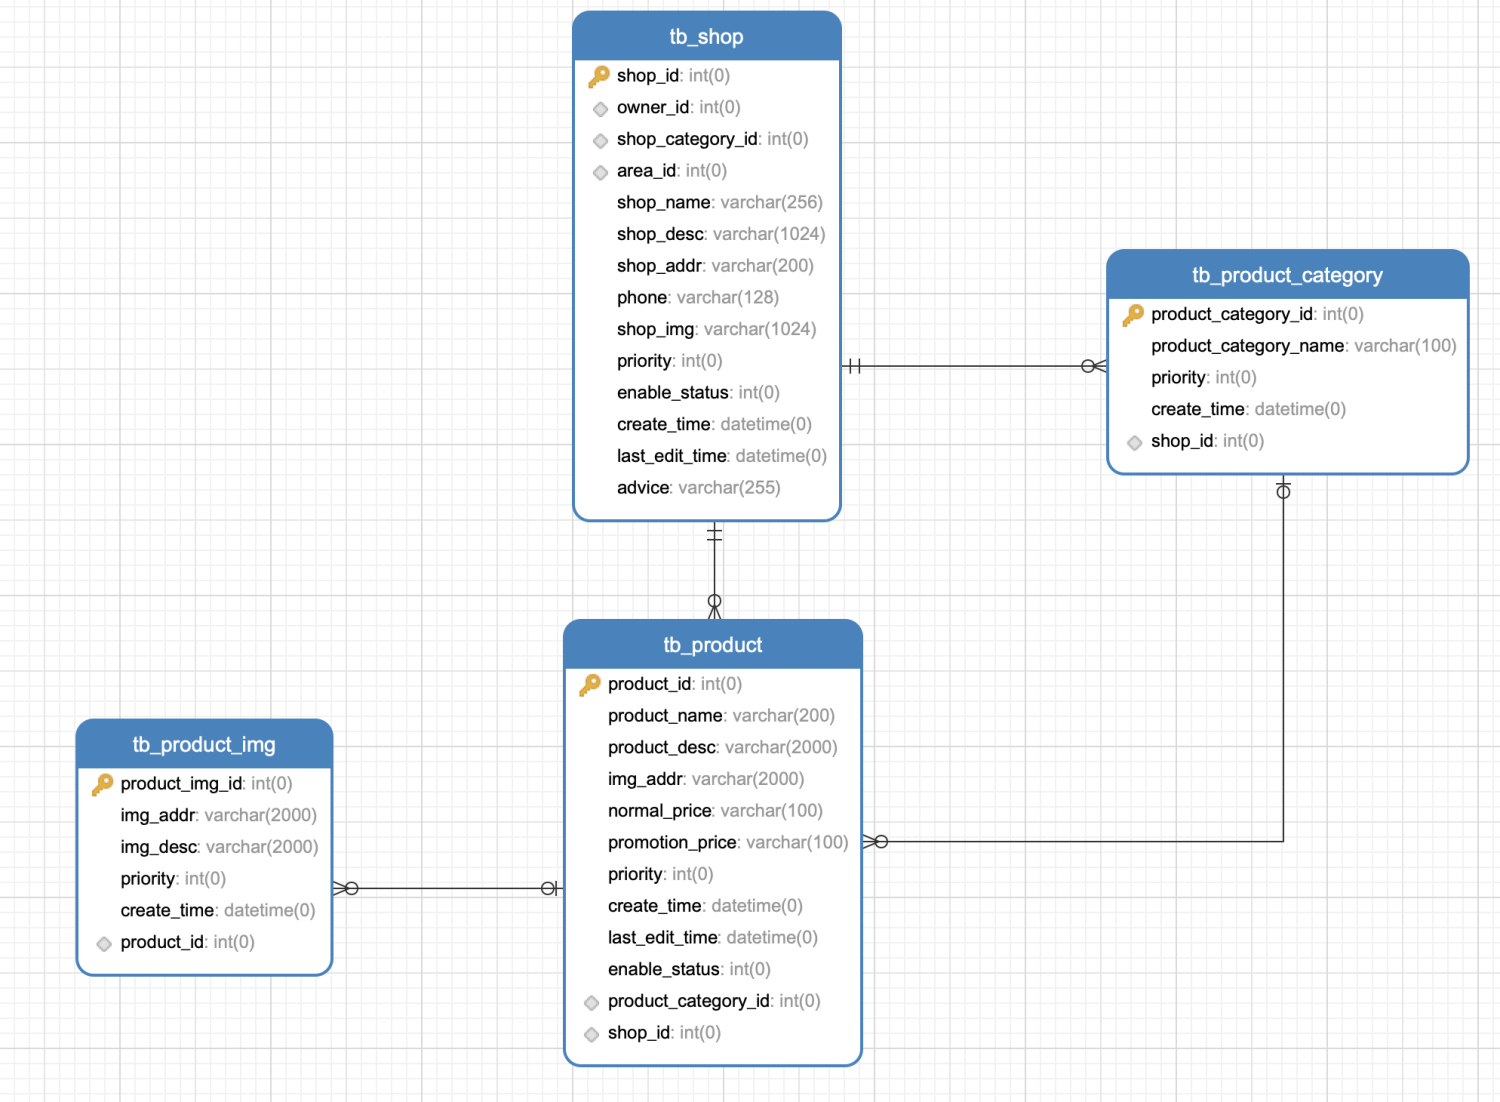 tb_shop
shop_id: int(0)
owner_id: int(0)
shop_category_id: int(0)
area_id: int(0)
shop_name: varchar(256)
shop_desc: varchar(1024)
shop_addr: varchar(200)
phone: varchar(128)
shop_img: varchar(1024)
priority: int(0)
enable_status: int(0)
create_time: datetime(0)
last_edit_time: datetime(0)
advice: varchar(255)
tb_product_category
product_category_id: int(0)
product_category_name: varchar(100)
priority: int(0)
create_time: datetime(0)
shop_id: int(0)
tb_product
product_id: int(0)
product_name: varchar(200)
product_desc: varchar(2000)
img_addr: varchar(2000)
normal_price: varchar(100)
promotion_price: varchar(100)
priority: int(0)
create_time: datetime(0)
last_edit_time: datetime(0)
enable_status: int(0)
product_category_id: int(0)
shop_id: int(0)
tb_product_img
product_img_id: int(0)
img_addr: varchar(2000)
img_desc: varchar(2000)
priority: int(0)
create_time: datetime(0)
product_id: int(0)